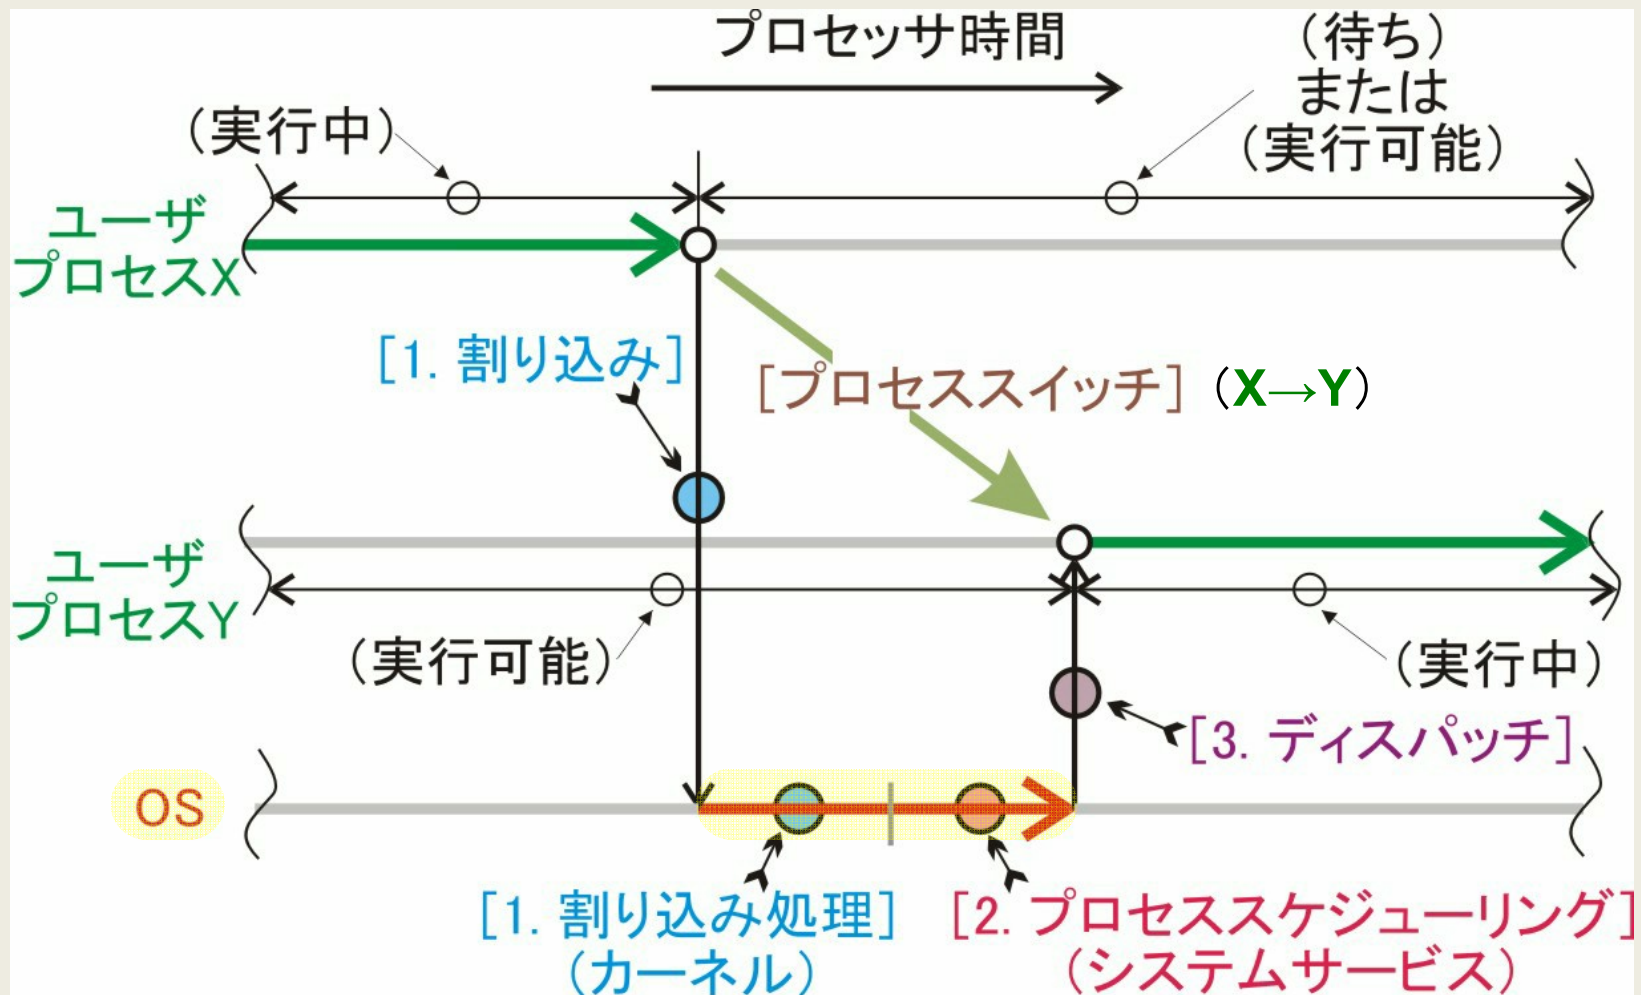 プロセッサ時間
(待ち)
または
(実行可能)
(実行中)
ユーザ
プロセスX
[1. 割り込み]
[プロセススイッチ] (X→Y)
ユーザ
プロセスY
(実行可能)
(実行中)
[3. ディスパッチ]
OS
[1. 割り込み処理]
(カーネル)
[2. プロセススケジューリング]
(システムサービス)